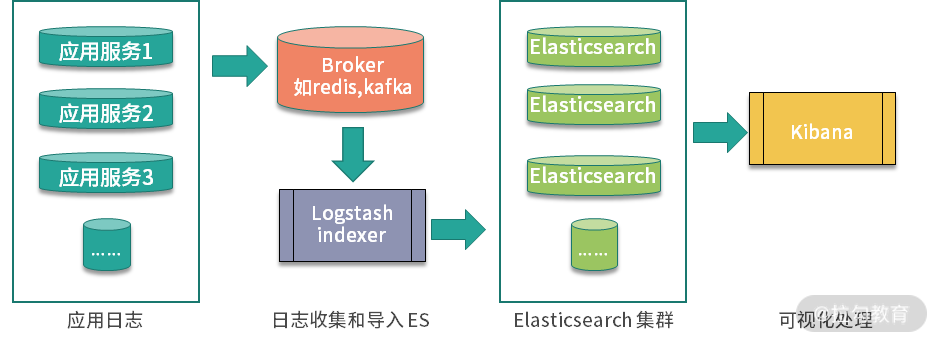 应用服务1
应用服务2
应用服务3
......
Broker
如redis,kafka
Logstash
indexer
Elasticsearch
Elasticsearch
Elasticsearch
......
Kibana
应用日志
日志收集和导入 ES
Elasticsearch 集群
可视化处理
@拉勾教育